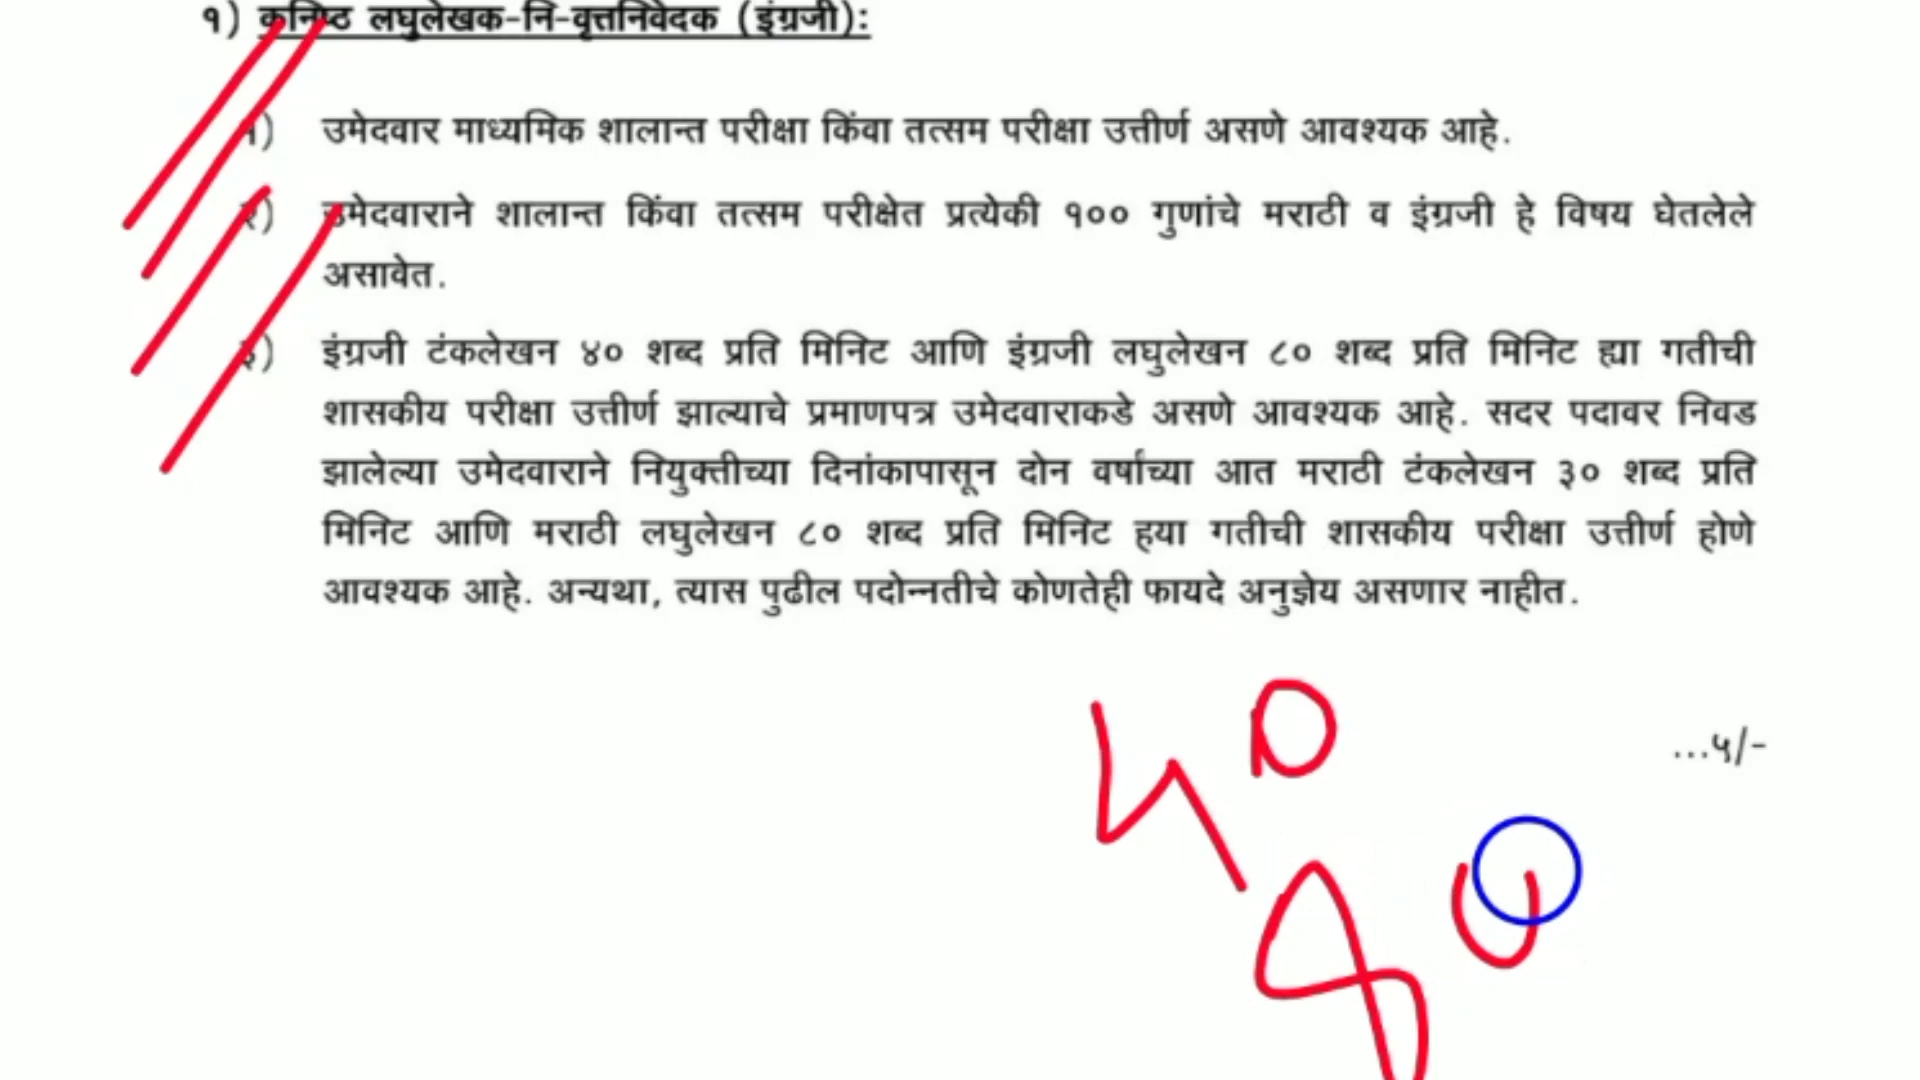 १) कनिष्ठ लघुलेखक-नि-वृत्तनिवेदक (इंग्रजी):
१) उमेदवार माध्यमिक शालान्त परीक्षा किंवा तत्सम परीक्षा उत्तीर्ण असणे आवश्यक आहे.
२) उमेदवाराने शालान्त किंवा तत्सम परीक्षेत प्रत्येकी १०० गुणांचे मराठी व इंग्रजी हे विषय घेतलेले
असावेत.
३) इंग्रजी टंकलेखन ४० शब्द प्रति मिनिट आणि इंग्रजी लघुलेखन ८० शब्द प्रति मिनिट ह्या गतीची
शासकीय परीक्षा उत्तीर्ण झाल्याचे प्रमाणपत्र उमेदवाराकडे असणे आवश्यक आहे. सदर पदावर निवड
झालेल्या उमेदवाराने नियुक्तीच्या दिनांकापासून दोन वर्षाच्या आत मराठी टंकलेखन ३० शब्द प्रति
मिनिट आणि मराठी लघुलेखन ८० शब्द प्रति मिनिट हया गतीची शासकीय परीक्षा उत्तीर्ण होणे
आवश्यक आहे. अन्यथा, त्यास पुढील पदोन्नतीचे कोणतेही फायदे अनुज्ञेय असणार नाहीत.
...५/-
40
80